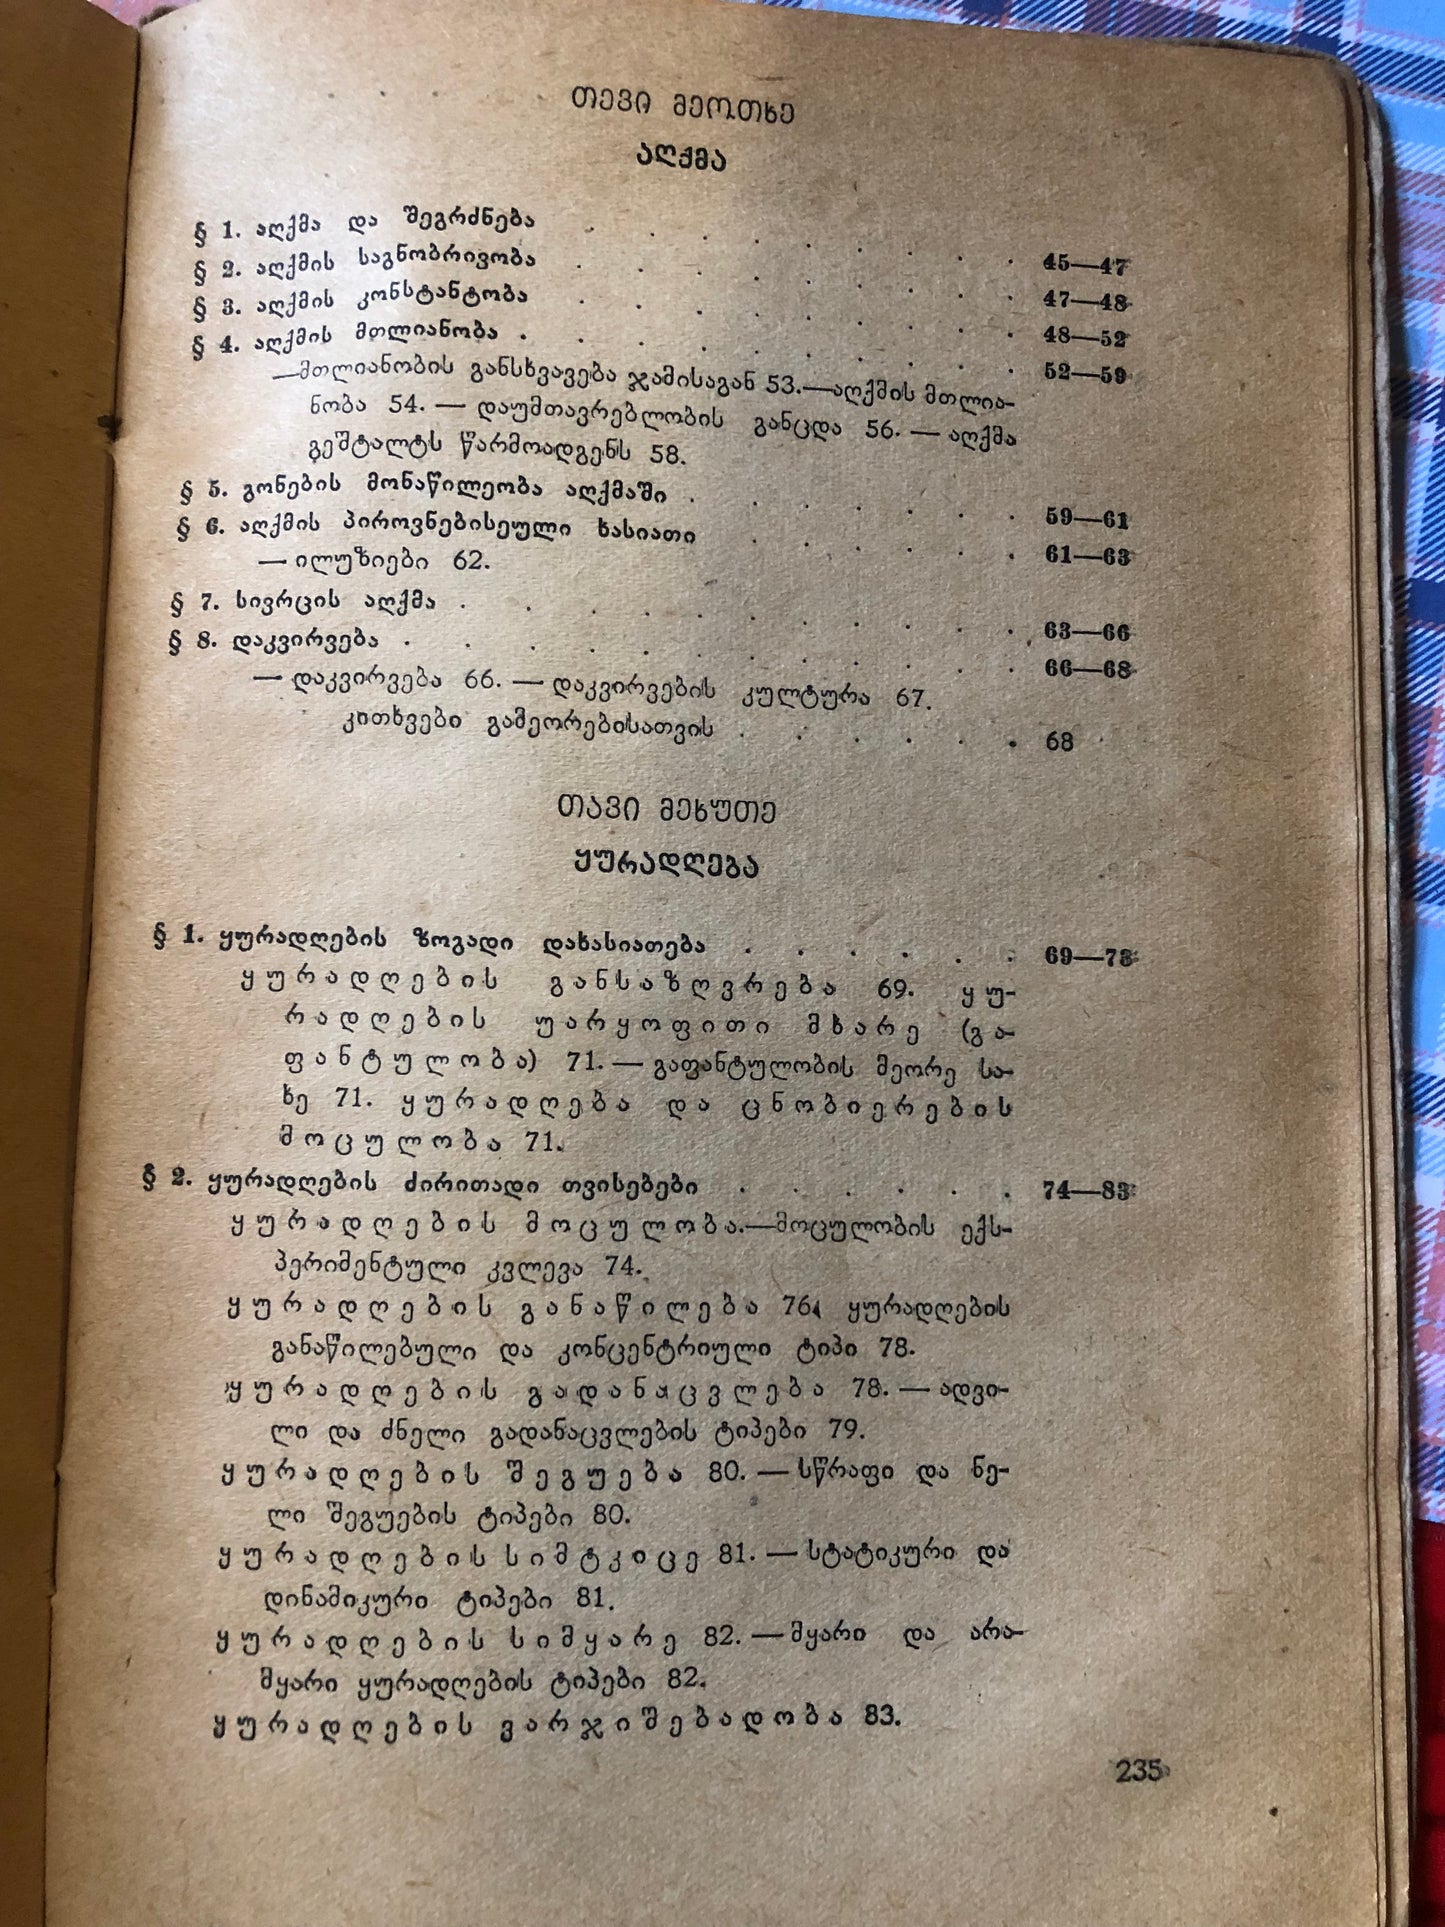 თევი მეოთხე
აღქმა
§ 1. აღქმა და შეგრძნება . . . . . . . . 45—47
§ 2. აღქმის საგნობრივობა . . . . . . . . 47—48
§ 3. აღქმის კონსტანტობა . . . . . . . . 48—52
§ 4. აღქმის მთლიანობა . . . . . . . . . 52—59
—მთლიანობის განსხვავება ჯამისაგან 53.—აღქმის მთლია-
ნობა 54. — დაუმთავრებლობის განცდა 56. — აღქმა
გეშტალტს წარმოადგენს 58.
§ 5. გონების მონაწილეობა აღქმაში . . . . . . 59—61
§ 6. აღქმის პიროვნებისეული ხასიათი . . . . . 61—63
— ილუზიები 62.
§ 7. სივრცის აღქმა . . . . . . . . . . 63—66
§ 8. დაკვირვება . . . . . . . . . . . 66—68
— დაკვირვება 66. — დაკვირვების კულტურა 67.
კითხვები გამეორებისათვის . . . . . . 68
თავი მეხუთე
ყურადღება
§ 1. ყურადღების ზოგადი დახასიათება . . . . . . 69—73
ყურადღების განსაზღვრება 69. ყუ-
რადღების უარყოფითი მხარე (გა-
ფანტულობა) 71. — გაფანტულობის მეორე სა-
ხე 71. ყურადღება და ცნობიერების
მოცულობა 71.
§ 2. ყურადღების ძირითადი თვისებები . . . . . . 74—83
ყურადღების მოცულობა.—მოცულობის ექს-
პერიმენტული კვლევა 74.
ყურადღების განაწილება 76. ყურადღების
განაწილებული და კონცენტრიული ტიპი 78.
ყურადღების გადანაცვლება 78. — ადვი-
ლი და ძნელი გადანაცვლების ტიპები 79.
ყურადღების შეგუება 80. — სწრაფი და ნე-
ლი შეგუების ტიპები 80.
ყურადღების სიმტკიცე 81. — სტატიკური და
დინამიკური ტიპები 81.
ყურადღების სიმყარე 82. — მყარი და არა-
მყარი ყურადღების ტიპები 82.
ყურადღების ვარჯიშებადობა 83.
235